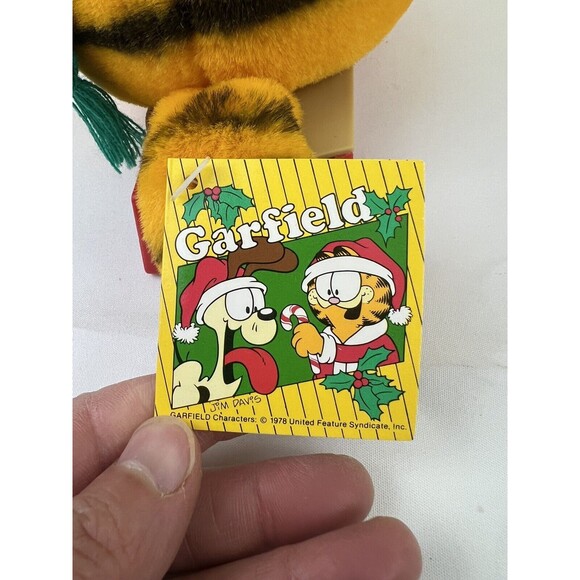 Garfield
JIM DAVIS
GARFIELD Characters: © 1978 United Feature Syndicate, Inc.